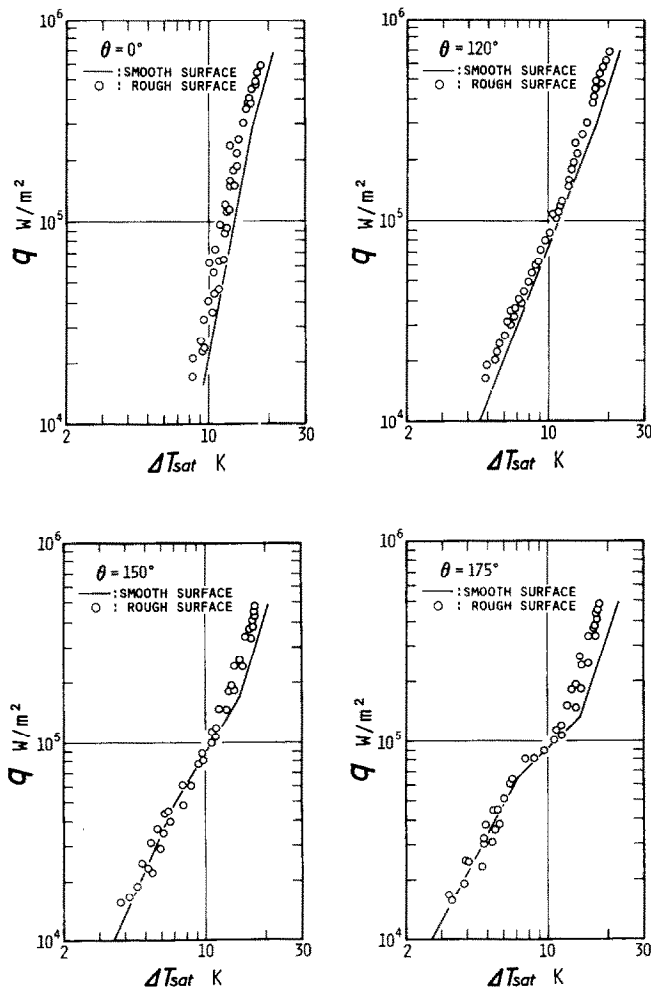 10⁶
θ = 0°
— : SMOOTH SURFACE
○ : ROUGH SURFACE
10⁵
q W/m²
10⁴
2 10 30
ΔTsat K
10⁶
θ = 120°
— : SMOOTH SURFACE
○ : ROUGH SURFACE
10⁵
q W/m²
10⁴
2 10 30
ΔTsat K
10⁶
θ = 150°
— : SMOOTH SURFACE
○ : ROUGH SURFACE
10⁵
q W/m²
10⁴
2 10 30
ΔTsat K
10⁶
θ = 175°
— : SMOOTH SURFACE
○ : ROUGH SURFACE
10⁵
q W/m²
10⁴
2 10 30
ΔTsat K